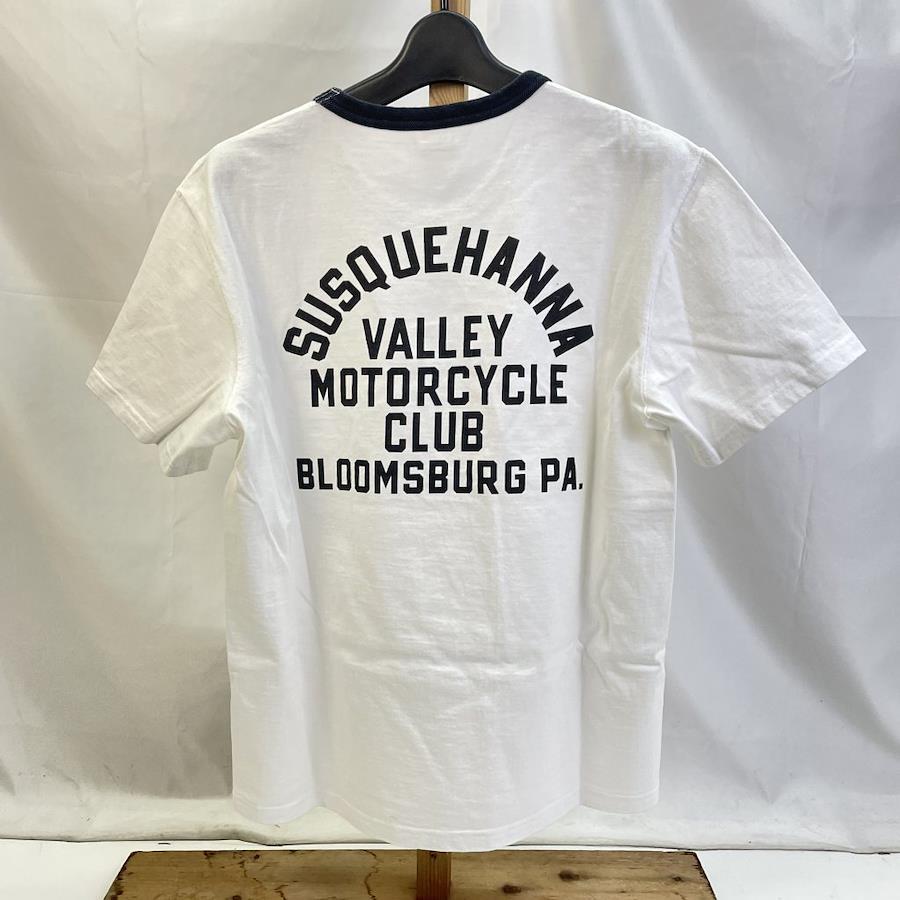 SUSQUEHANNA
VALLEY
MOTORCYCLE
CLUB
BLOOMSBURG PA.